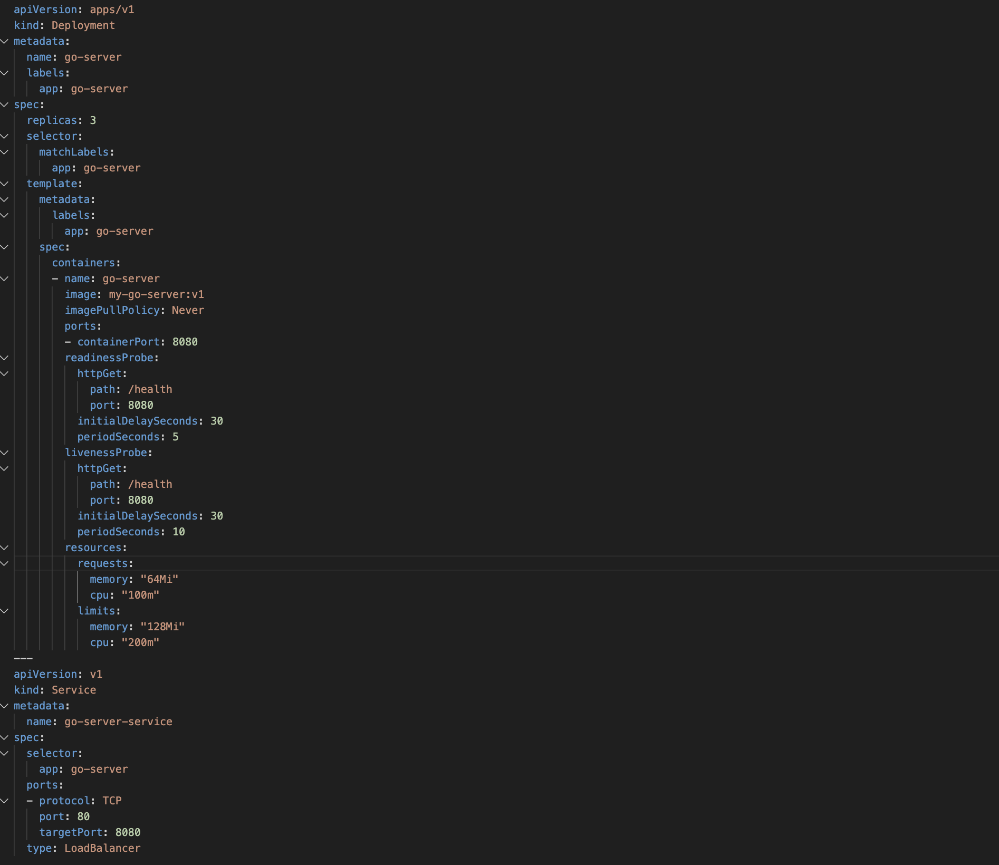 apiVersion: apps/v1
kind: Deployment
metadata:
  name: go-server
  labels:
    app: go-server
spec:
  replicas: 3
  selector:
    matchLabels:
      app: go-server
  template:
    metadata:
      labels:
        app: go-server
    spec:
      containers:
      - name: go-server
        image: my-go-server:v1
        imagePullPolicy: Never
        ports:
        - containerPort: 8080
        readinessProbe:
          httpGet:
            path: /health
            port: 8080
          initialDelaySeconds: 30
          periodSeconds: 5
        livenessProbe:
          httpGet:
            path: /health
            port: 8080
          initialDelaySeconds: 30
          periodSeconds: 10
        resources:
          requests:
            memory: "64Mi"
            cpu: "100m"
          limits:
            memory: "128Mi"
            cpu: "200m"
---
apiVersion: v1
kind: Service
metadata:
  name: go-server-service
spec:
  selector:
    app: go-server
  ports:
  - protocol: TCP
    port: 80
    targetPort: 8080
  type: LoadBalancer